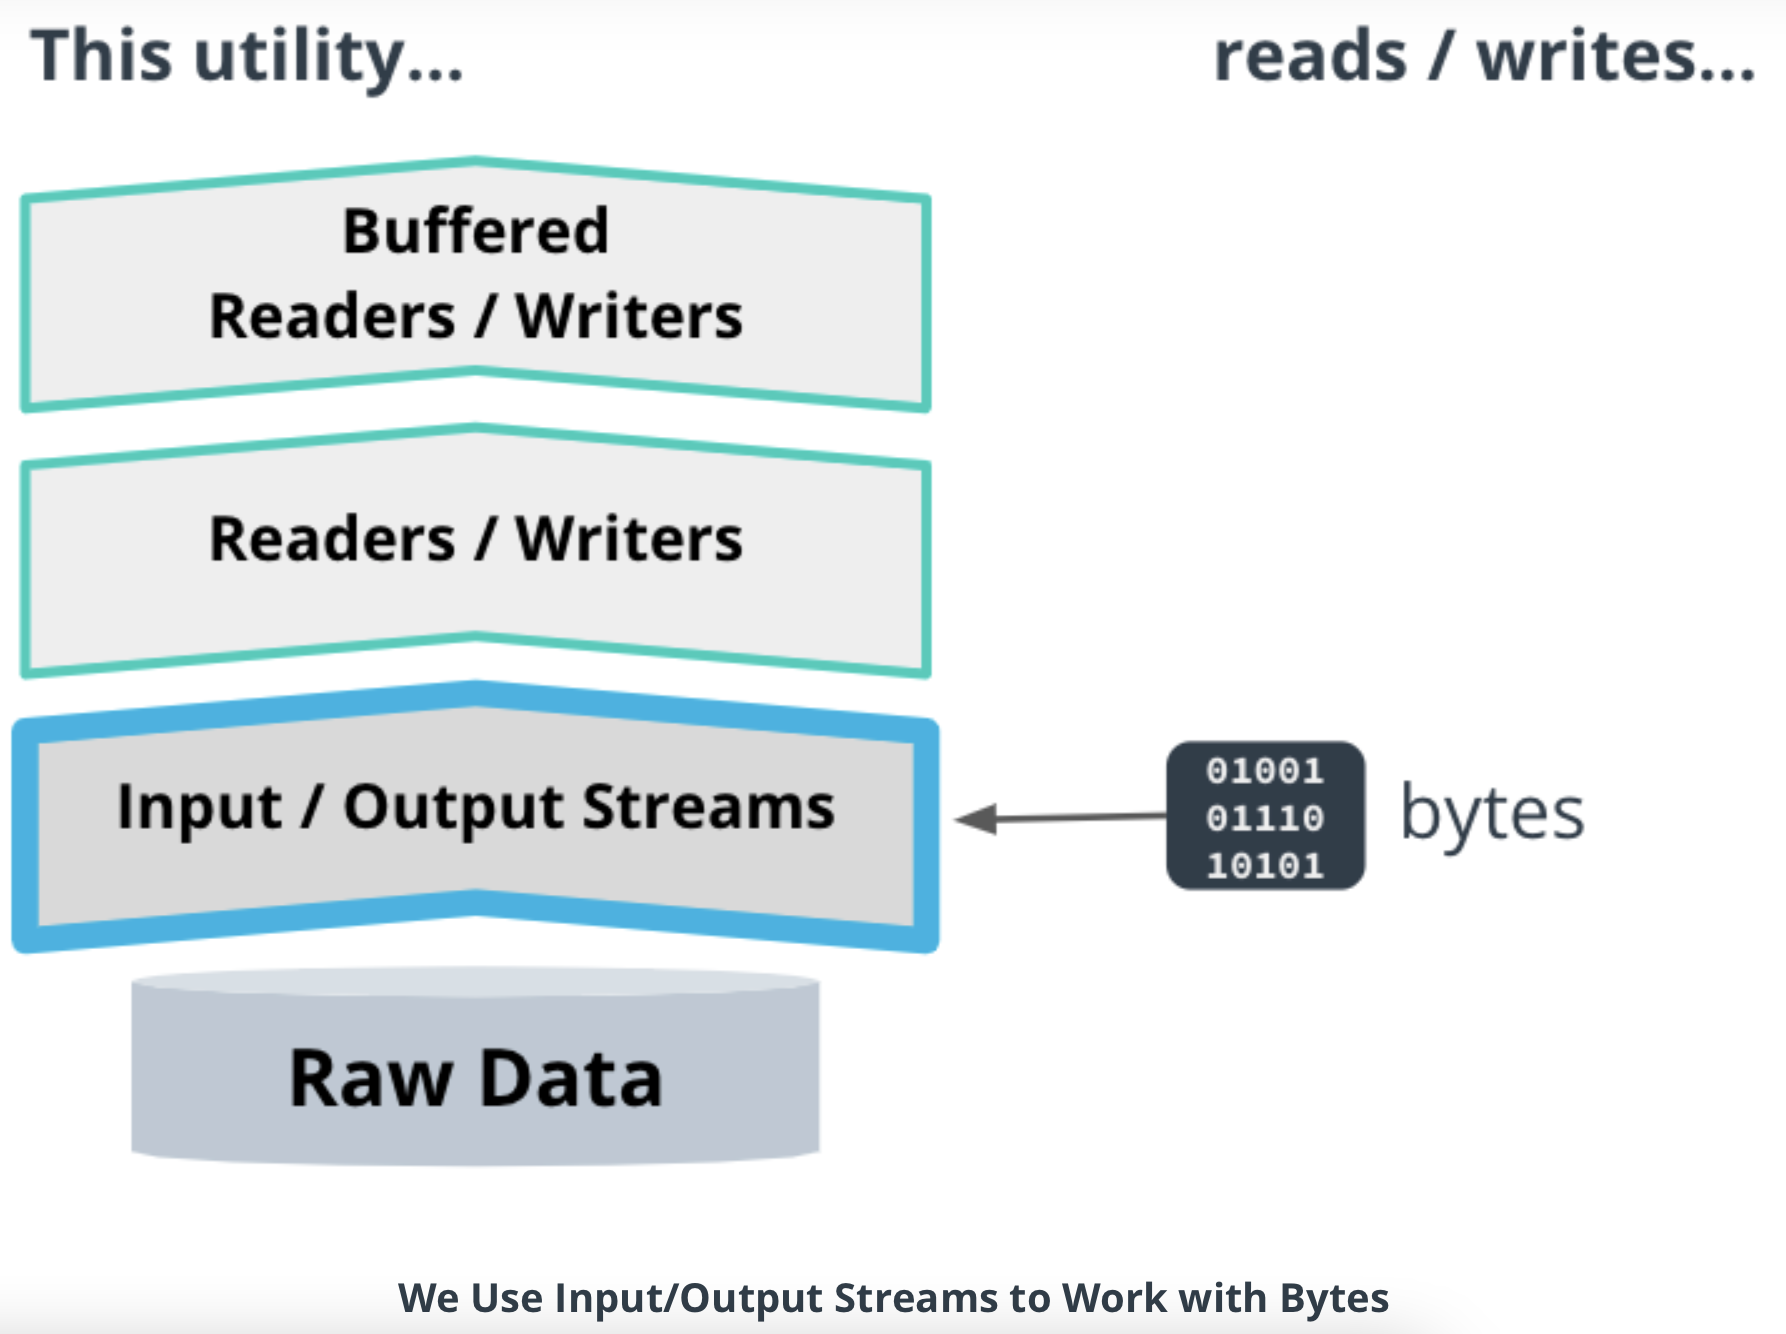 This utility...
reads / writes...
Buffered
Readers / Writers
Readers / Writers
Input / Output Streams
01001
01110
10101
bytes
Raw Data
We Use Input/Output Streams to Work with Bytes